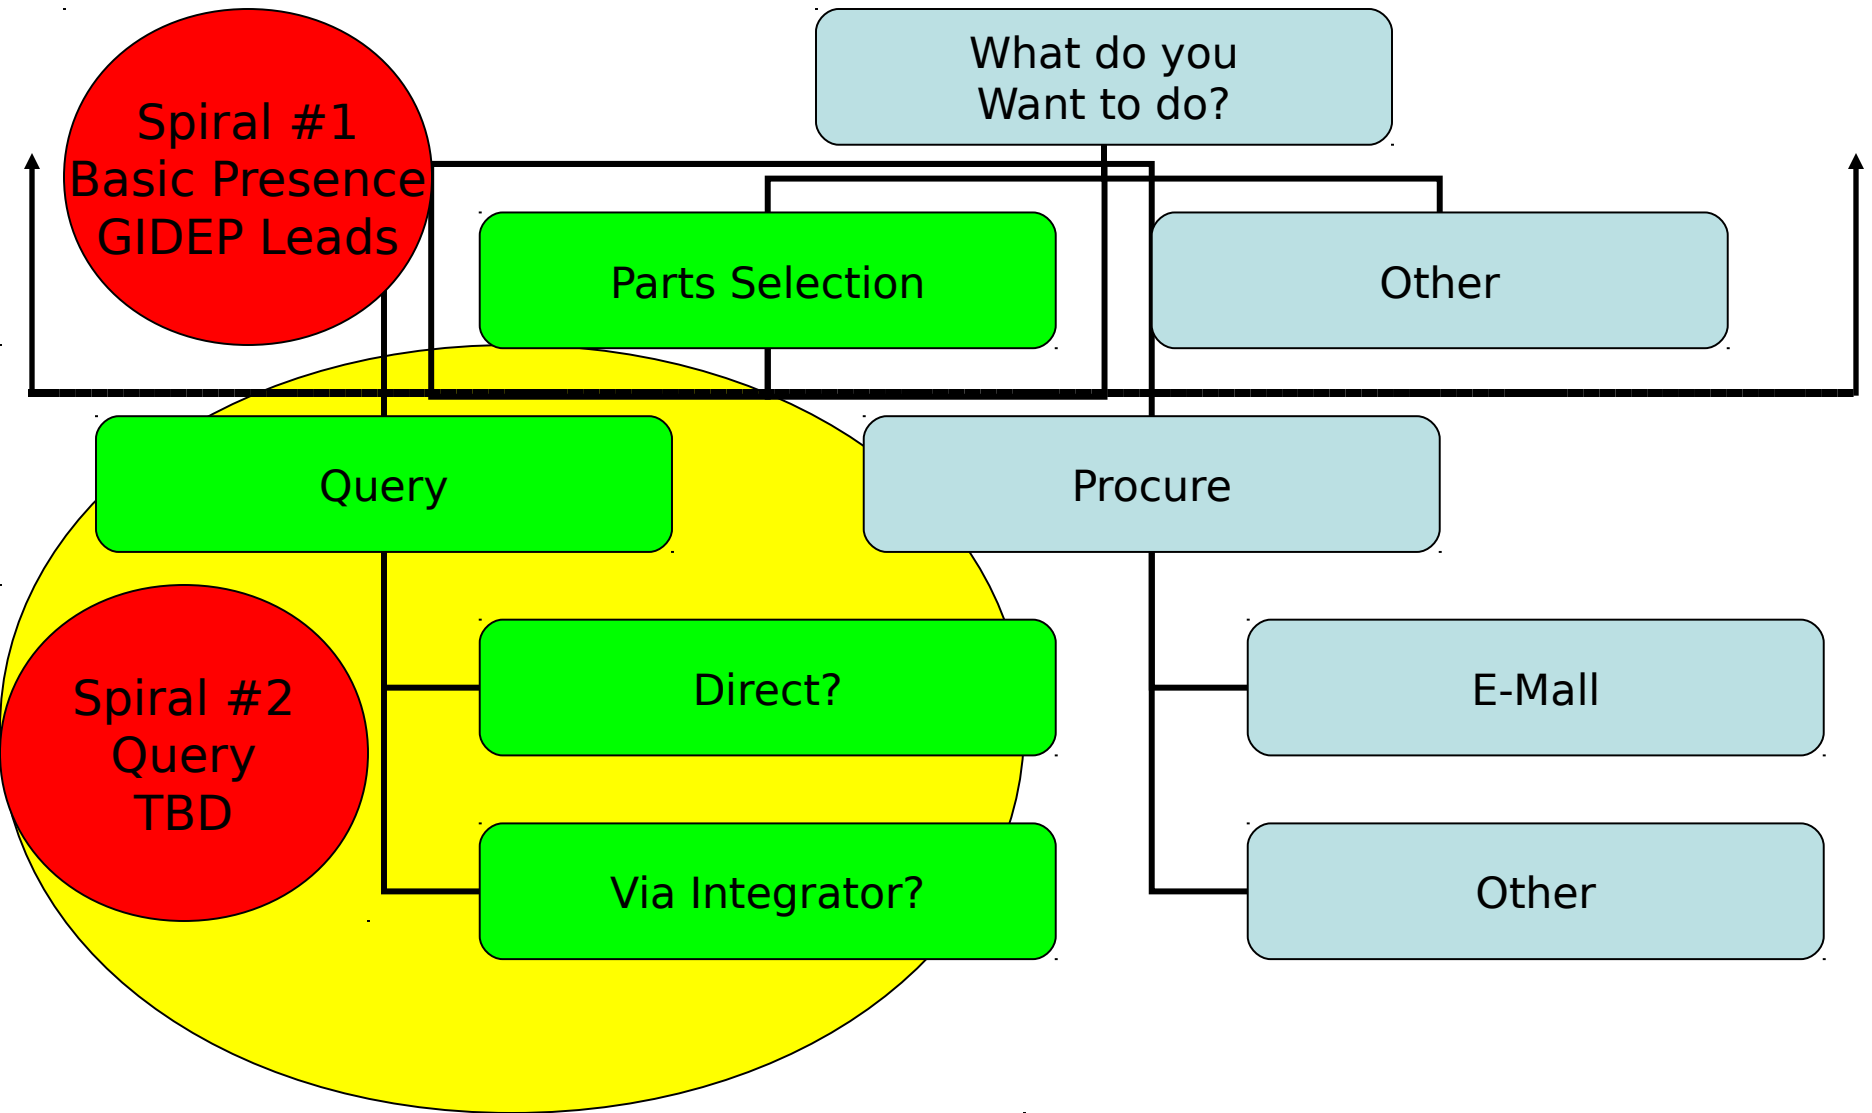 What do you
Want to do?
Spiral #1
Basic Presence
GIDEP Leads
Parts Selection
Other
Query
Procure
Spiral #2
Query
TBD
Direct?
E-Mall
Via Integrator?
Other